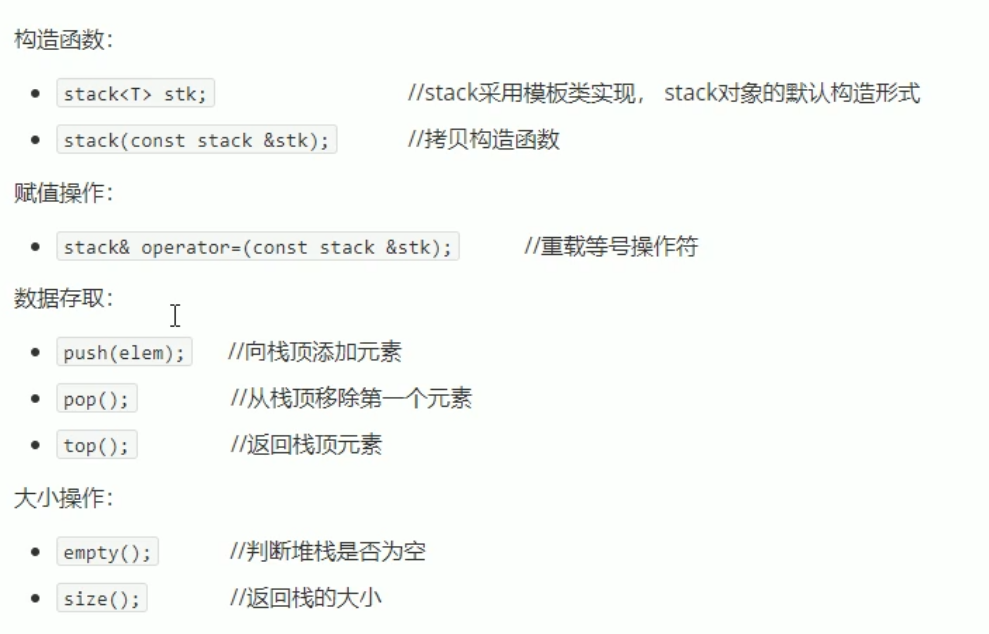 构造函数：
stack<T> stk; //stack采用模板类实现， stack对象的默认构造形式
stack(const stack &stk); //拷贝构造函数
赋值操作：
stack& operator=(const stack &stk); //重载等号操作符
数据存取：
push(elem); //向栈顶添加元素
pop(); //从栈顶移除第一个元素
top(); //返回栈顶元素
大小操作：
empty(); //判断堆栈是否为空
size(); //返回栈的大小